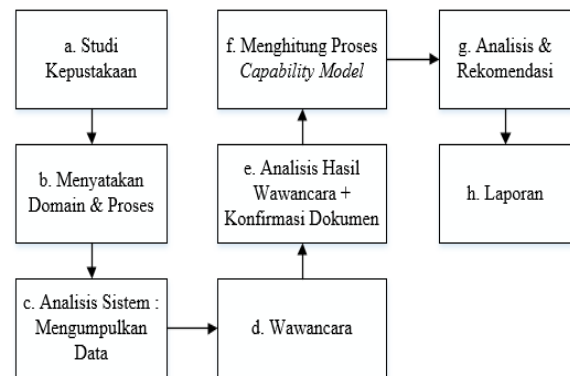 a. Studi
Kepustakaan
b. Menyatakan
Domain & Proses
c. Analisis Sistem :
Mengumpulkan
Data
d. Wawancara
e. Analisis Hasil
Wawancara +
Konfirmasi Dokumen
f. Menghitung Proses
Capability Model
g. Analisis &
Rekomendasi
h. Laporan